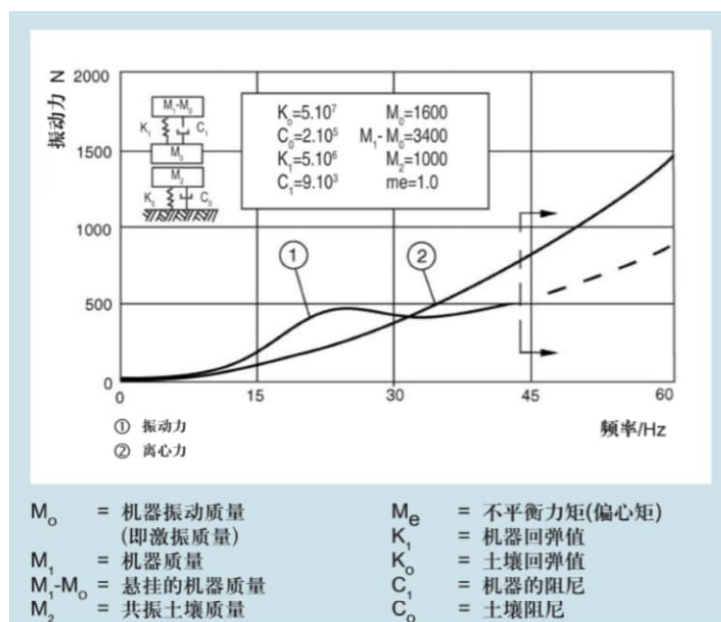 振动力 N
2000
1500
1000
500
0
M₁-M₀
K₁
C₁
M₀
M₂
K₀
C₀
K₀=5.10⁷ M₀=1600
C₀=2.10⁵ M₁-M₀=3400
K₁=5.10⁶ M₂=1000
C₁=9.10³ me=1.0
①
②
0 15 30 45 60
频率/Hz
① 振动力
② 离心力
Mₒ = 机器振动质量
(即激振质量)
M₁ = 机器质量
M₁-Mₒ = 悬挂的机器质量
M₂ = 共振土壤质量
Mₑ = 不平衡力矩(偏心矩)
K₁ = 机器回弹值
Kₒ = 土壤回弹值
C₁ = 机器的阻尼
Cₒ = 土壤阻尼